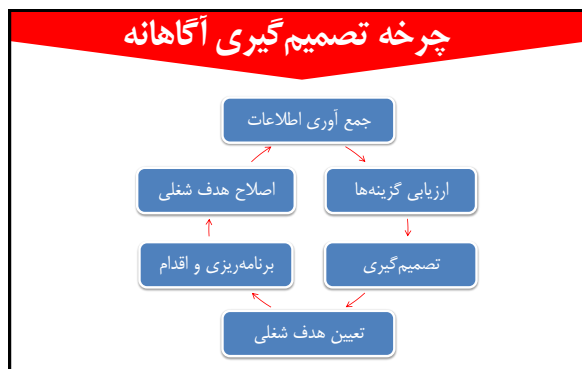 چرخه تصمیم‌گیری آگاهانه
جمع آوری اطلاعات
ارزیابی گزینه‌ها
تصمیم‌گیری
تعیین هدف شغلی
برنامه‌ریزی و اقدام
اصلاح هدف شغلی